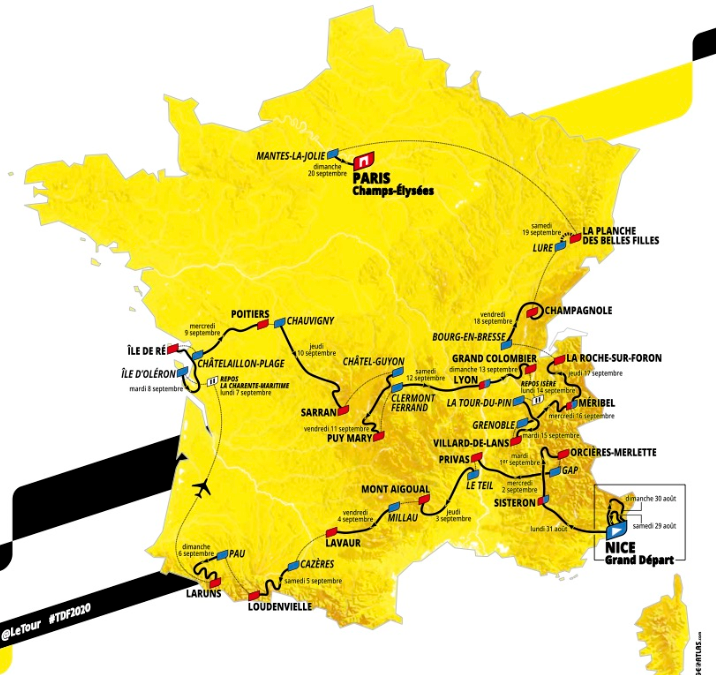 MANTES-LA-JOLIE
dimanche
20 septembre
PARIS
Champs-Élysées
samedi
19 septembre
LA PLANCHE
DES BELLES FILLES
LURE
vendredi
18 septembre
CHAMPAGNOLE
BOURG-EN-BRESSE
POITIERS
CHAUVIGNY
mercredi
9 septembre
ÎLE DE RÉ
CHÂTELAILLON-PLAGE
ÎLE D'OLÉRON
mardi 8 septembre
REPOS
LA CHARENTE-MARITIME
lundi 7 septembre
jeudi
10 septembre
CHÂTEL-GUYON
samedi
12 septembre
CLERMONT
FERRAND
SARRAN
vendredi 11 septembre
PUY MARY
GRAND COLOMBIER
dimanche 13 septembre
LYON
REPOS ISÈRE
lundi 14 septembre
LA ROCHE-SUR-FORON
jeudi 17 septembre
LA TOUR-DU-PIN
MÉRIBEL
mercredi 16 septembre
GRENOBLE
mardi 15 septembre
VILLARD-DE-LANS
ORCIÈRES-MERLETTE
mardi
1er septembre
PRIVAS
GAP
LE TEIL
mercredi
2 septembre
SISTERON
MONT AIGOUAL
jeudi
3 septembre
vendredi
4 septembre
MILLAU
LAVAUR
lundi 31 août
dimanche 30 août
samedi 29 août
NICE
Grand Départ
dimanche
6 septembre
PAU
CAZÈRES
samedi 5 septembre
LARUNS
LOUDENVIELLE
@LeTour #TDF2020
GEOATLAS.com